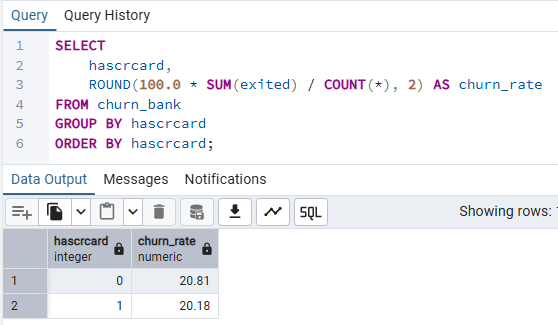 Query Query History
1 SELECT
2 hascrcard,
3 ROUND(100.0 * SUM(exited) / COUNT(*), 2) AS churn_rate
4 FROM churn_bank
5 GROUP BY hascrcard
6 ORDER BY hascrcard;
Data Output Messages Notifications
SQL Showing rows:
hascrcard churn_rate
integer numeric
1 0 20.81
2 1 20.18